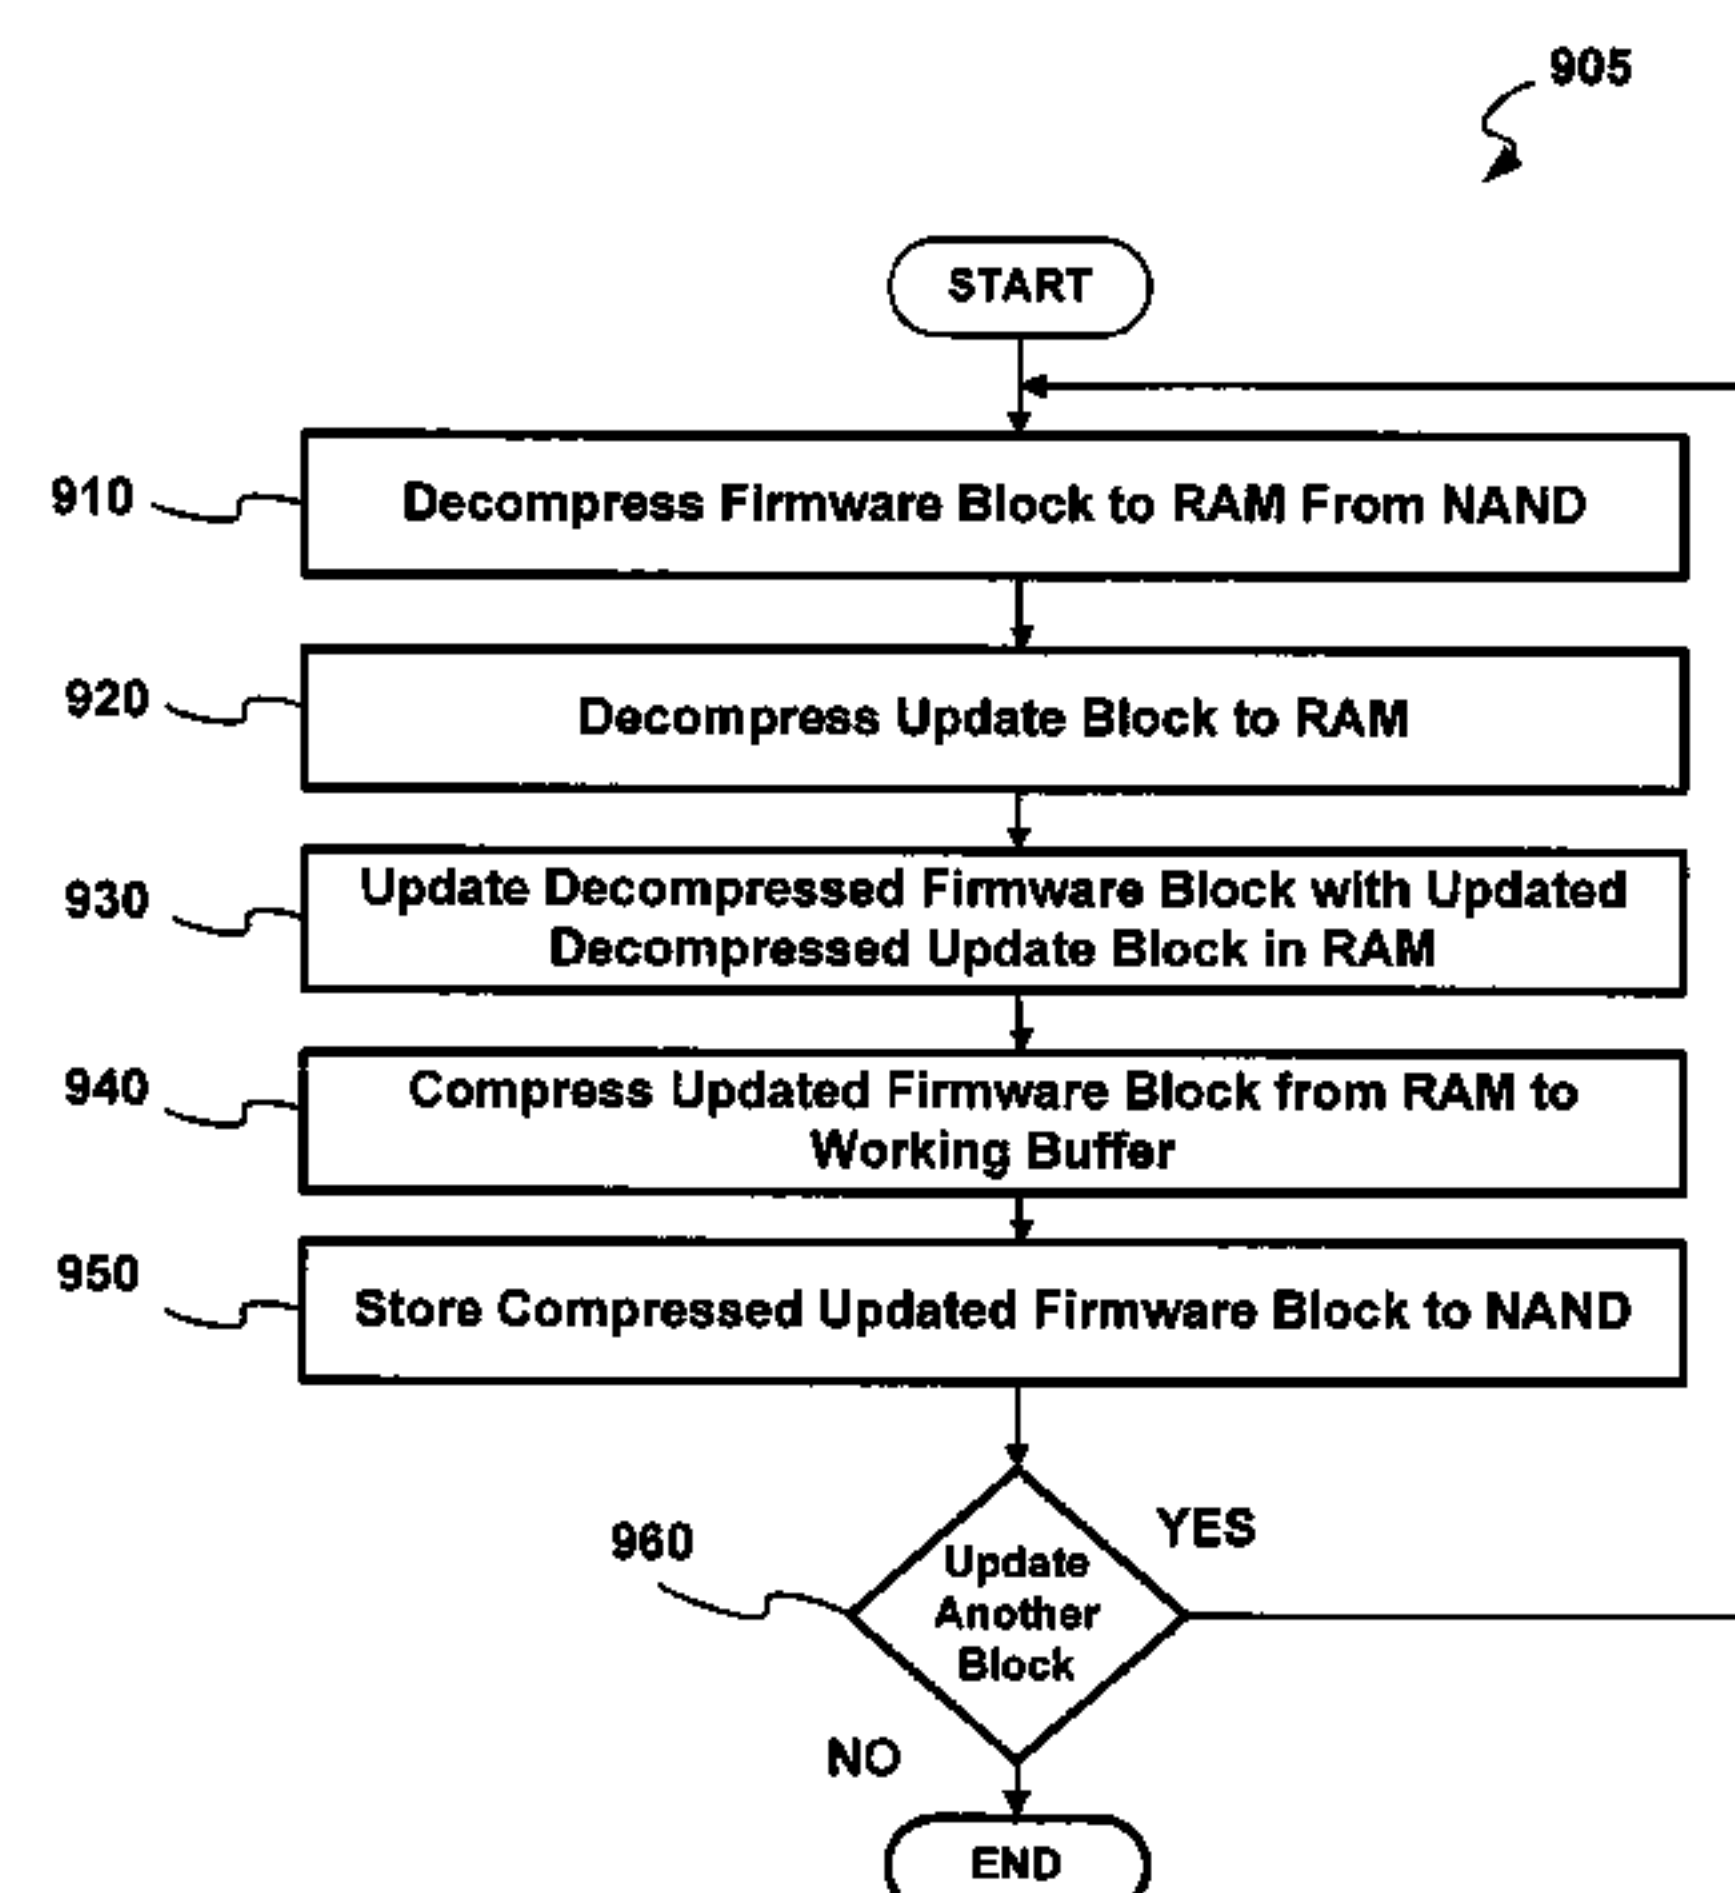 905
START
910
Decompress Firmware Block to RAM From NAND
920
Decompress Update Block to RAM
930
Update Decompressed Firmware Block with Updated
Decompressed Update Block in RAM
940
Compress Updated Firmware Block from RAM to
Working Buffer
950
Store Compressed Updated Firmware Block to NAND
960
YES
Update
Another
Block
NO
END